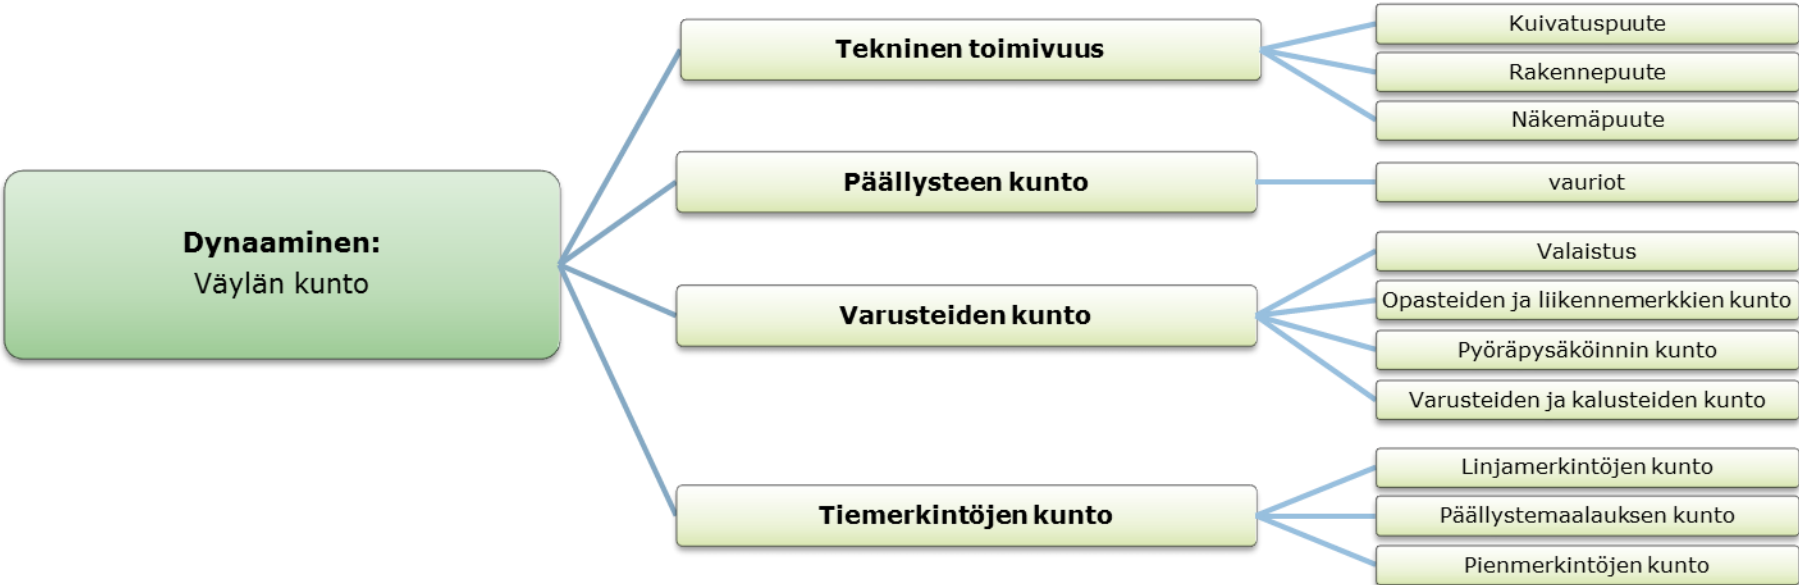 Dynaaminen:
Väylän kunto
Tekninen toimivuus
Kuivatuspuute
Rakennepuute
Näkemäpuute
Päällysteen kunto
vauriot
Varusteiden kunto
Valaistus
Opasteiden ja liikennemerkkien kunto
Pyöräpysäköinnin kunto
Varusteiden ja kalusteiden kunto
Tiemerkintöjen kunto
Linjamerkintöjen kunto
Päällystemaalauksen kunto
Pienmerkintöjen kunto